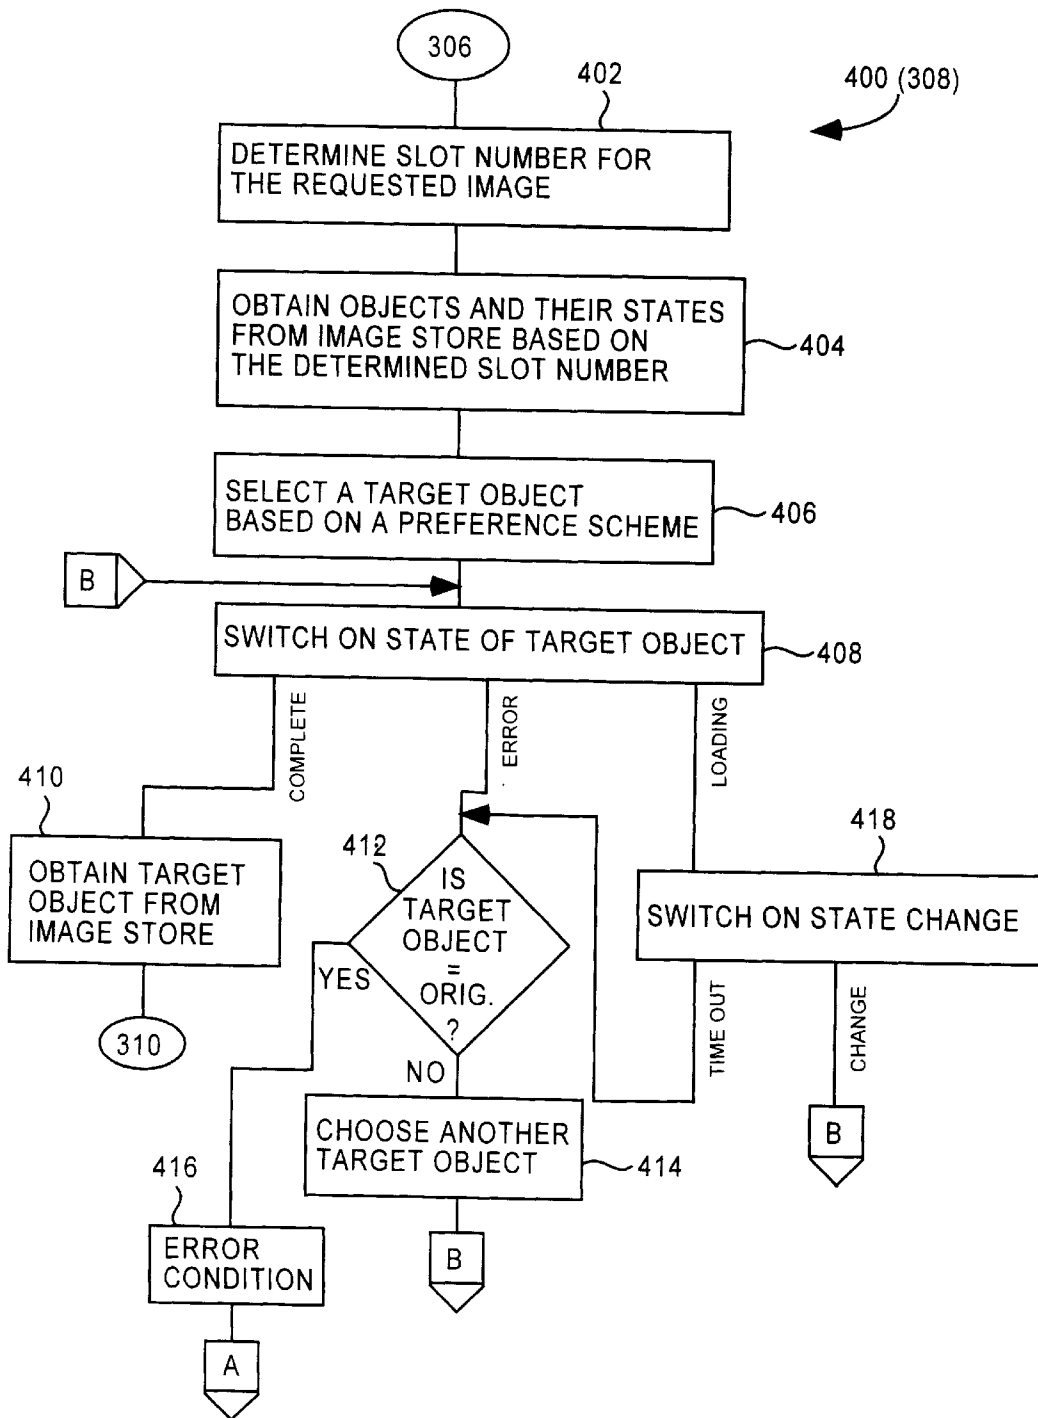 306
402
400 (308)
DETERMINE SLOT NUMBER FOR
THE REQUESTED IMAGE
OBTAIN OBJECTS AND THEIR STATES
FROM IMAGE STORE BASED ON
THE DETERMINED SLOT NUMBER
404
SELECT A TARGET OBJECT
BASED ON A PREFERENCE SCHEME
406
B
SWITCH ON STATE OF TARGET OBJECT
408
COMPLETE
ERROR
LOADING
410
OBTAIN TARGET
OBJECT FROM
IMAGE STORE
310
412
IS
TARGET
OBJECT
=
ORIG.
?
YES
NO
418
SWITCH ON STATE CHANGE
TIME OUT
CHANGE
B
CHOOSE ANOTHER
TARGET OBJECT
414
B
416
ERROR
CONDITION
A